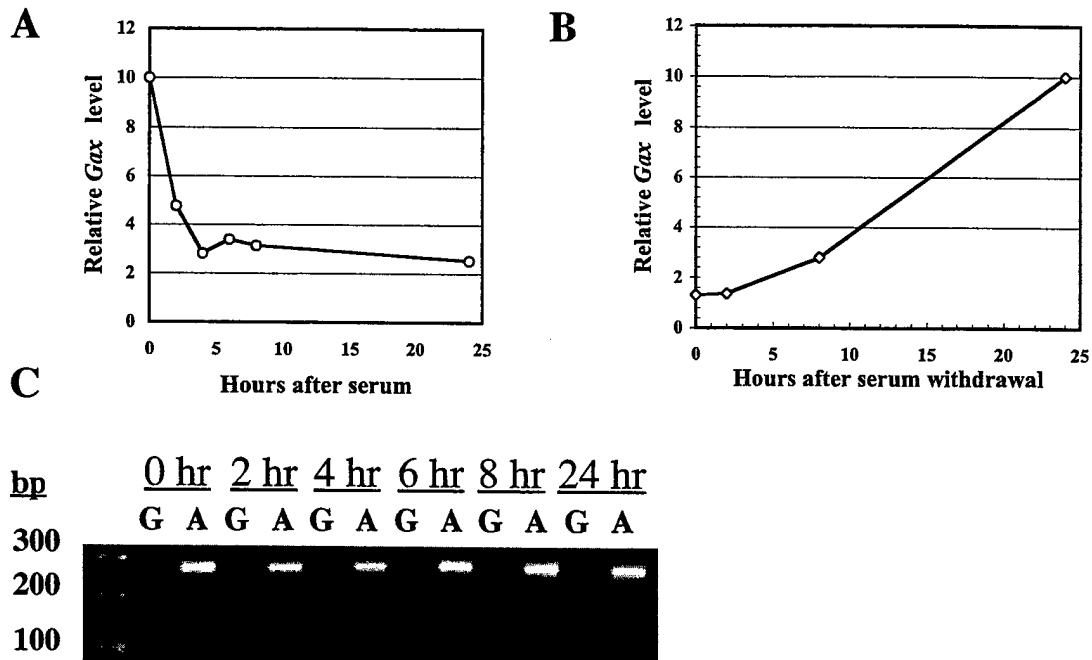 A
Relative Gax level
12
10
8
6
4
2
0
0 5 10 15 20 25
Hours after serum
B
Relative Gax level
12
10
8
6
4
2
0
0 5 10 15 20 25
Hours after serum withdrawal
C
bp 0 hr 2 hr 4 hr 6 hr 8 hr 24 hr
G A G A G A G A G A G A
300
200
100